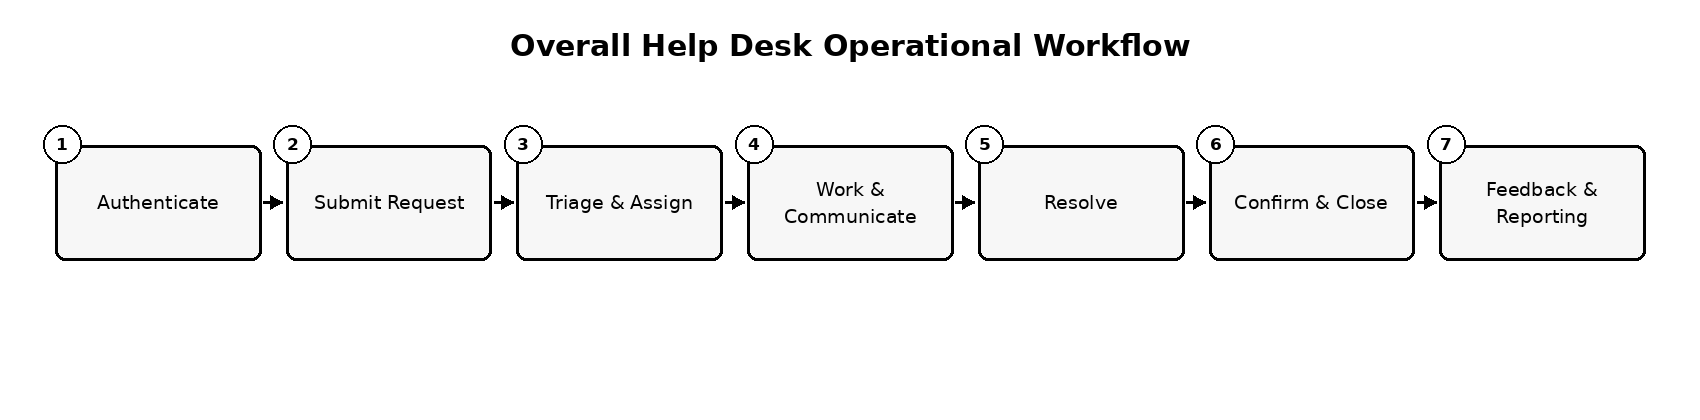 Overall Help Desk Operational Workflow
1
Authenticate
2
Submit Request
3
Triage & Assign
4
Work &
Communicate
5
Resolve
6
Confirm & Close
7
Feedback &
Reporting